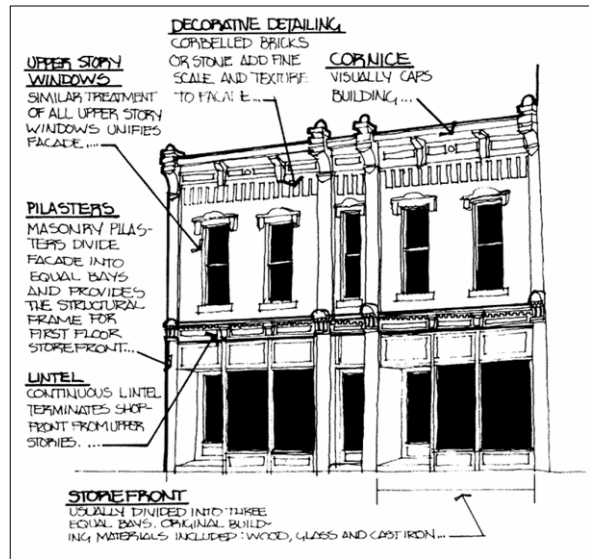 DECORATIVE DETAILING
CORBELLED BRICKS
OR STONE ADD FINE
SCALE AND TEXTURE
TO FACADE...
CORNICE
VISUALLY CAPS
BUILDING...
UPPER STORY
WINDOWS
SIMILAR TREATMENT
OF ALL UPPER STORY
WINDOWS UNIFIES
FACADE....
PILASTERS
MASONRY PILAS-
TERS DIVIDE
FACADE INTO
EQUAL BAYS
AND PROVIDES
THE STRUCTURAL
FRAME FOR
FIRST FLOOR
STOREFRONT...
LINTEL
CONTINUOUS LINTEL
TERMINATES SHOP-
FRONT FROM UPPER
STORIES. ...
STOREFRONT
USUALLY DIVIDED INTO THREE
EQUAL BAYS. ORIGINAL BUILD-
ING MATERIALS INCLUDED: WOOD, GLASS AND CAST IRON...